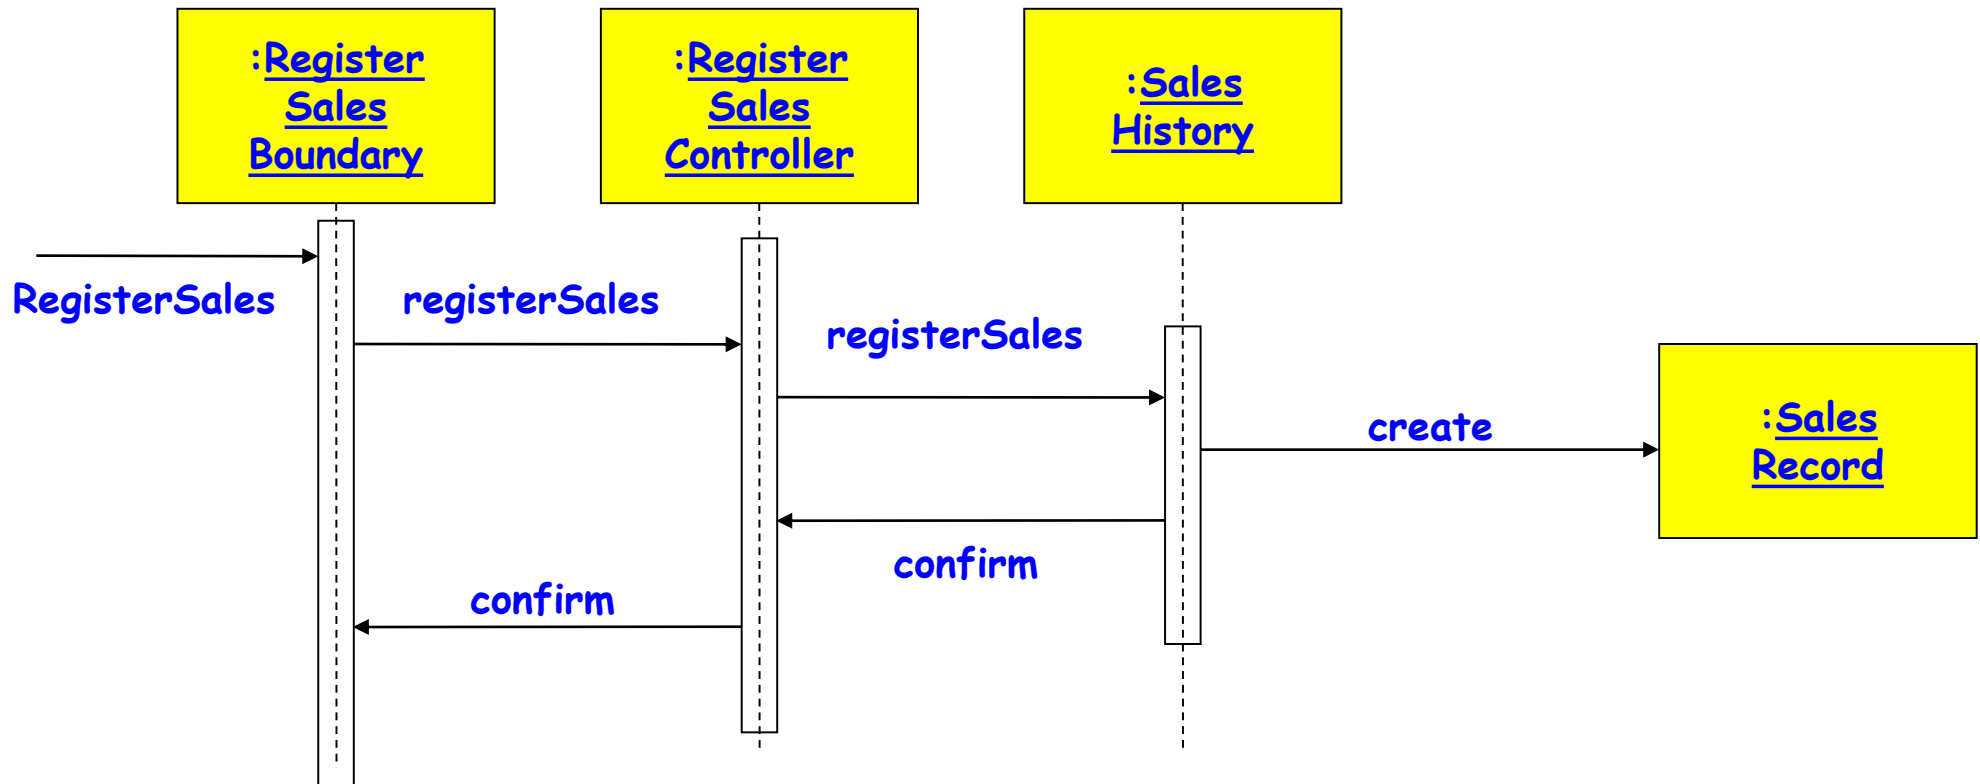 :Register
Sales
Boundary
:Register
Sales
Controller
:Sales
History
RegisterSales
registerSales
registerSales
create
:Sales
Record
confirm
confirm